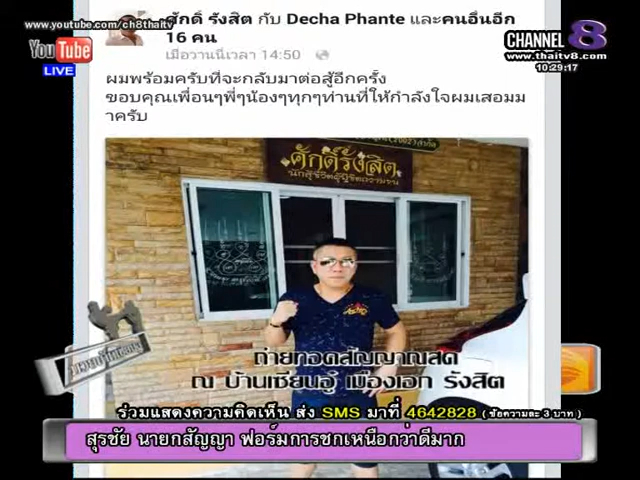 www.youtube.com/ch8thaitv
YouTube
LIVE
ศักดิ์ รังสิต กับ Decha Phante และคนอื่นอีก
16 คน
เมื่อวานนี้เวลา 14:50
CHANNEL 8
www.thaitv8.com
10:29:17
ผมพร้อมครับที่จะกลับมาต่อสู้อีกครั้ง
ขอบคุณเพื่อนๆพี่ๆน้องๆทุกๆท่านที่ให้กำลังใจผมเสอมม
าครับ
ศักดิ์รังสิต
ถ่ายทอดสัญญาณสด
ณ บ้านเซียนอู๋ เมืองเอก รังสิต
ร่วมแสดงความคิดเห็น ส่ง SMS มาที่ 4642828 (ข้อความละ 3 บาท)
สุรชัย นายกสัญญา ฟอร์มการชกเหนือกว่าดีมาก